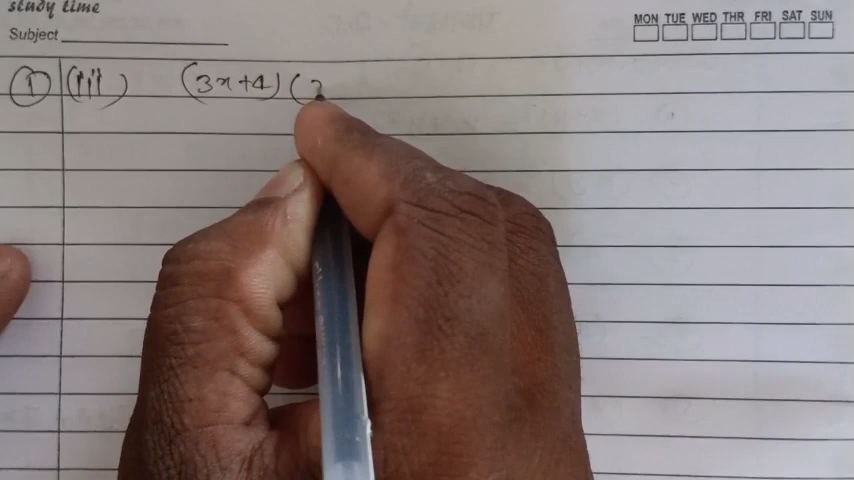 study time
Subject
MON TUE WED THR FRI SAT SUN
① (iii) (3x+4) (